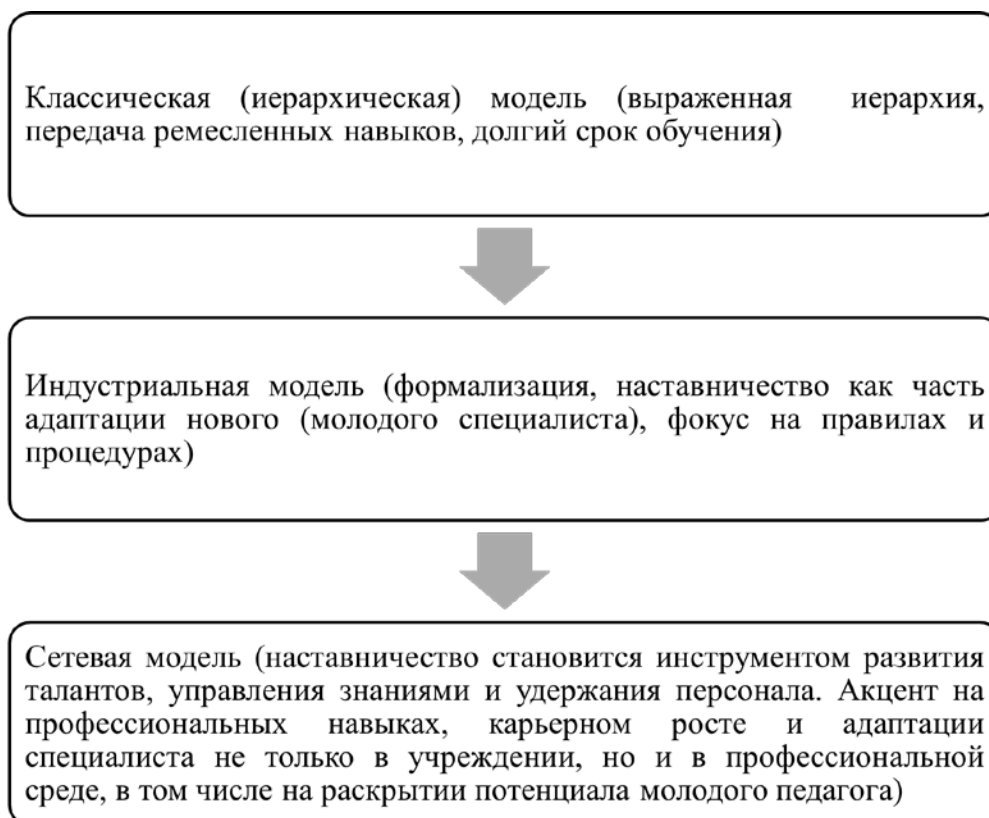 Классическая (иерархическая) модель (выраженная иерархия,
передача ремесленных навыков, долгий срок обучения)
Индустриальная модель (формализация, наставничество как часть
адаптации нового (молодого специалиста), фокус на правилах и
процедурах)
Сетевая модель (наставничество становится инструментом развития
талантов, управления знаниями и удержания персонала. Акцент на
профессиональных навыках, карьерном росте и адаптации
специалиста не только в учреждении, но и в профессиональной
среде, в том числе на раскрытии потенциала молодого педагога)